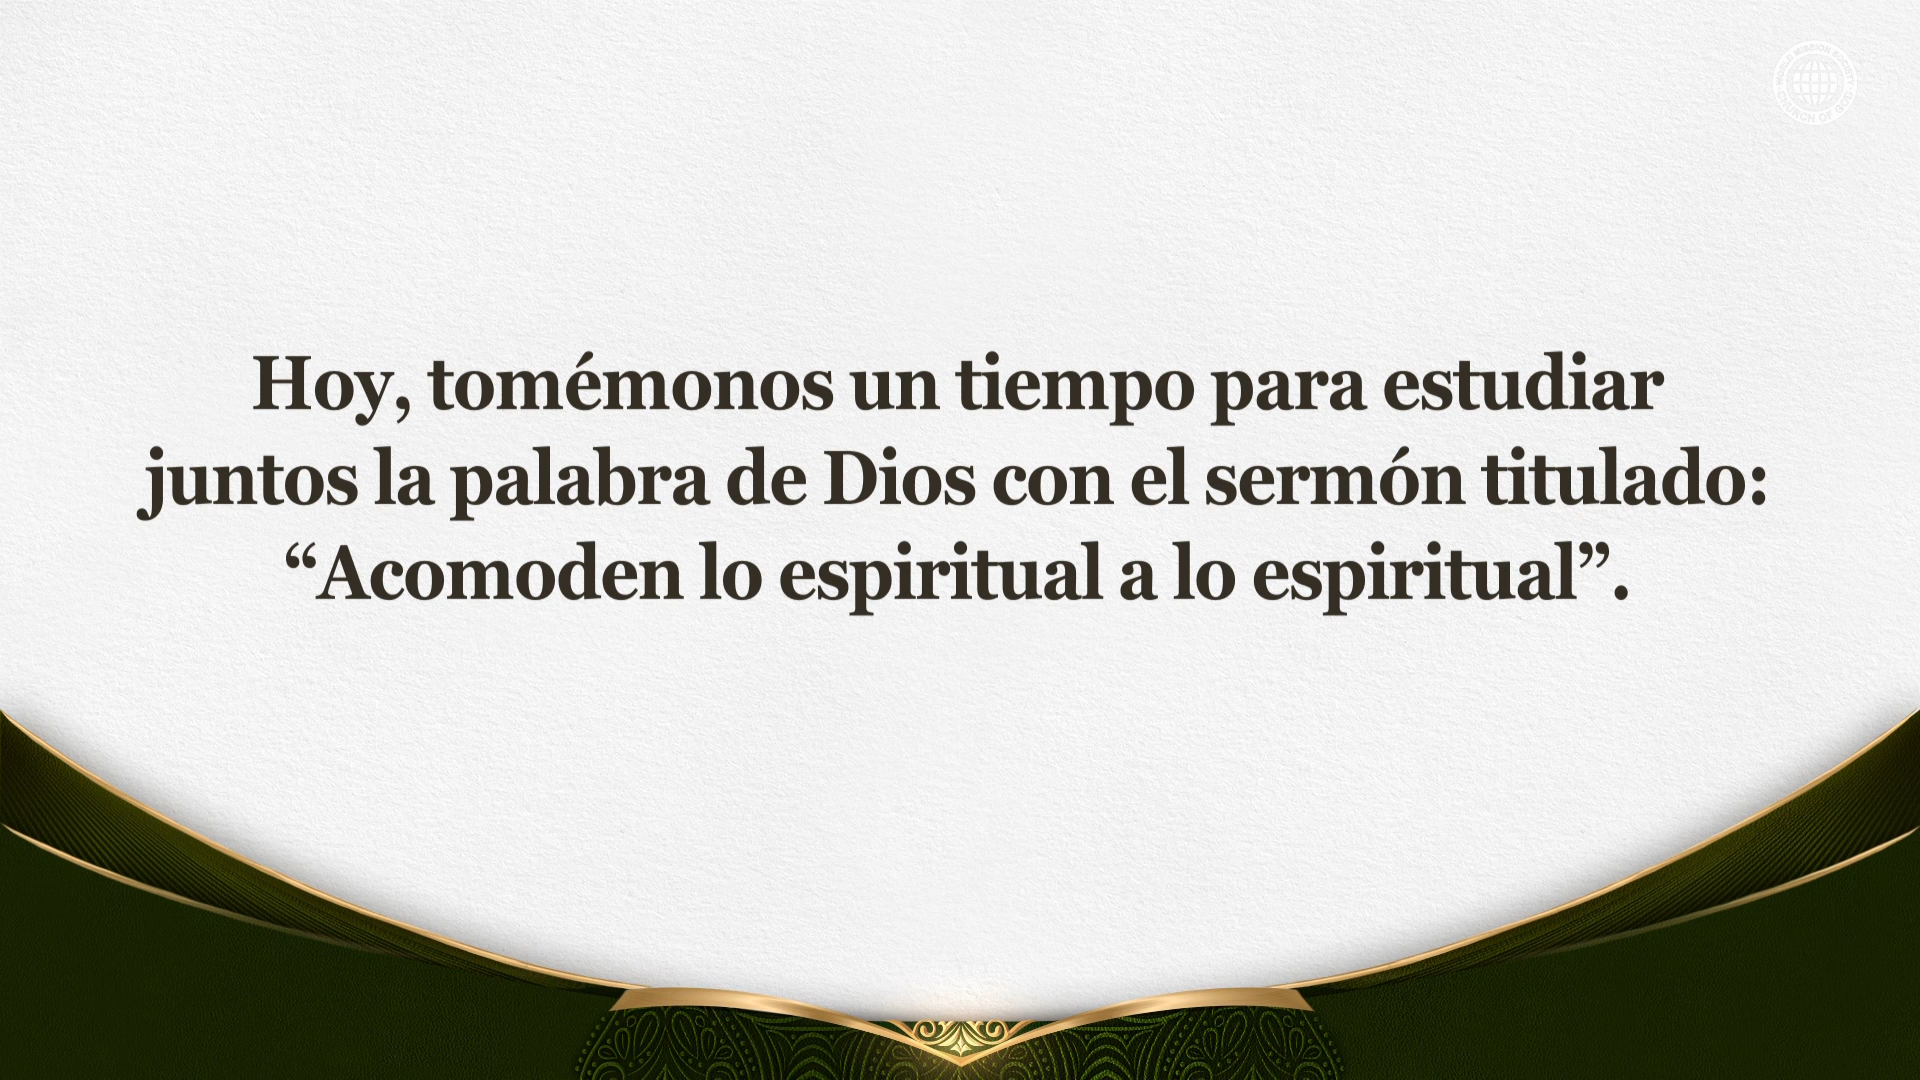 Hoy, tomémonos un tiempo para estudiar
juntos la palabra de Dios con el sermón titulado:
“Acomoden lo espiritual a lo espiritual”.